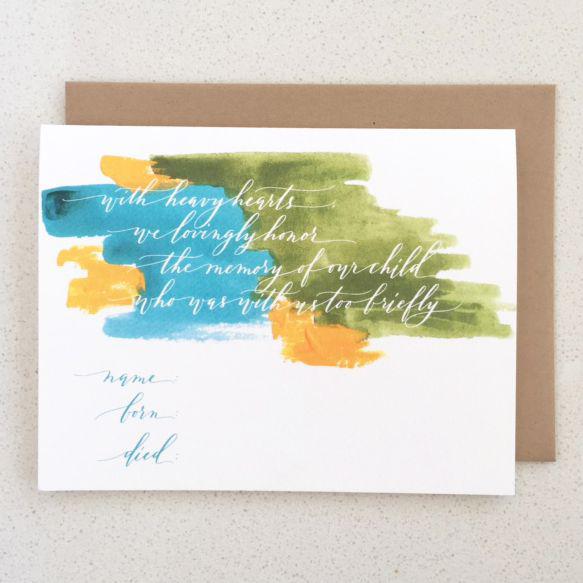 with heavy hearts
we lovingly honor
the memory of our child
who was with us too briefly
name:
born:
died: